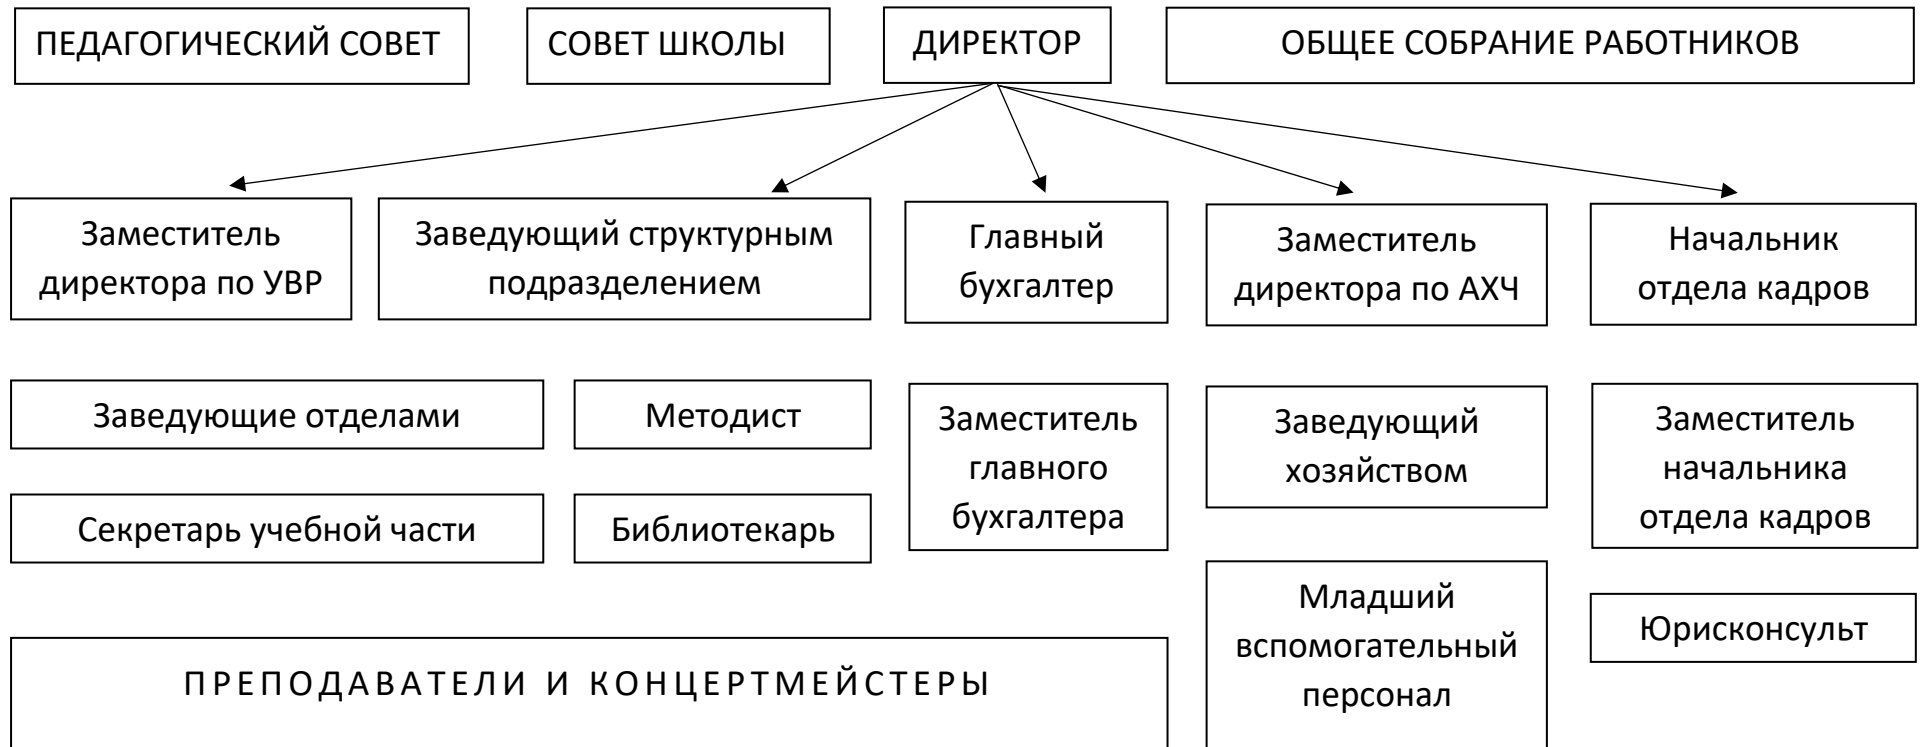 ПЕДАГОГИЧЕСКИЙ СОВЕТ
СОВЕТ ШКОЛЫ
ДИРЕКТОР
ОБЩЕЕ СОБРАНИЕ РАБОТНИКОВ
Заместитель
директора по УВР
Заведующий структурным
подразделением
Главный
бухгалтер
Заместитель
директора по АХЧ
Начальник
отдела кадров
Заведующие отделами
Методист
Заместитель
главного
бухгалтера
Заведующий
хозяйством
Заместитель
начальника
отдела кадров
Секретарь учебной части
Библиотекарь
Младший
вспомогательный
персонал
Юрисконсульт
ПРЕПОДАВАТЕЛИ И КОНЦЕРТМЕЙСТЕРЫ